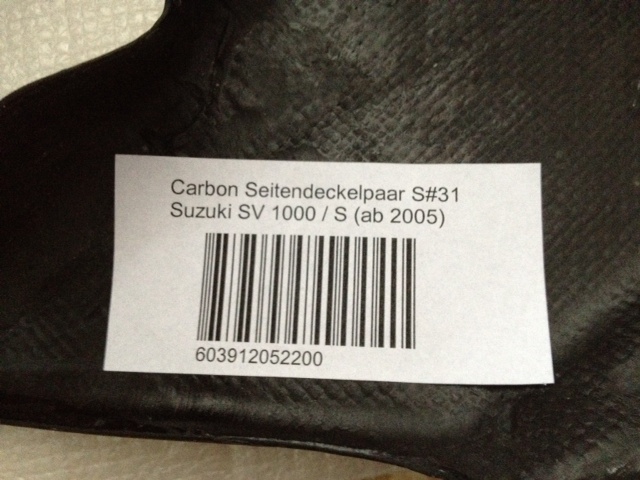 Carbon Seitendeckelpaar S#31
Suzuki SV 1000 / S (ab 2005)
603912052200